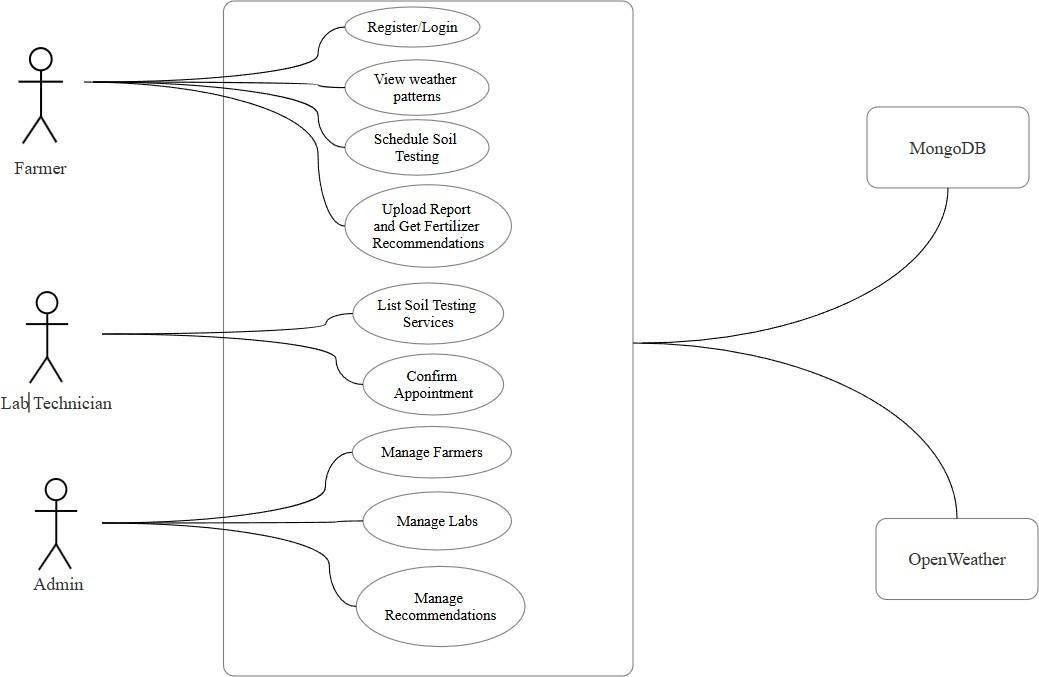 Register/Login
View weather
patterns
Schedule Soil
Testing
Farmer
Upload Report
and Get Fertilizer
Recommendations
List Soil Testing
Services
Confirm
Appointment
Lab Technician
Manage Farmers
Manage Labs
Admin
Manage
Recommendations
MongoDB
OpenWeather